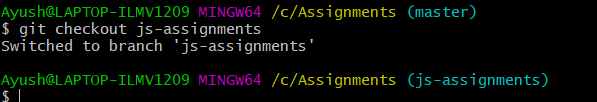 Ayush@LAPTOP-ILMV1209 MINGW64 /c/Assignments (master)
$ git checkout js-assignments
Switched to branch 'js-assignments'
Ayush@LAPTOP-ILMV1209 MINGW64 /c/Assignments (js-assignments)
$